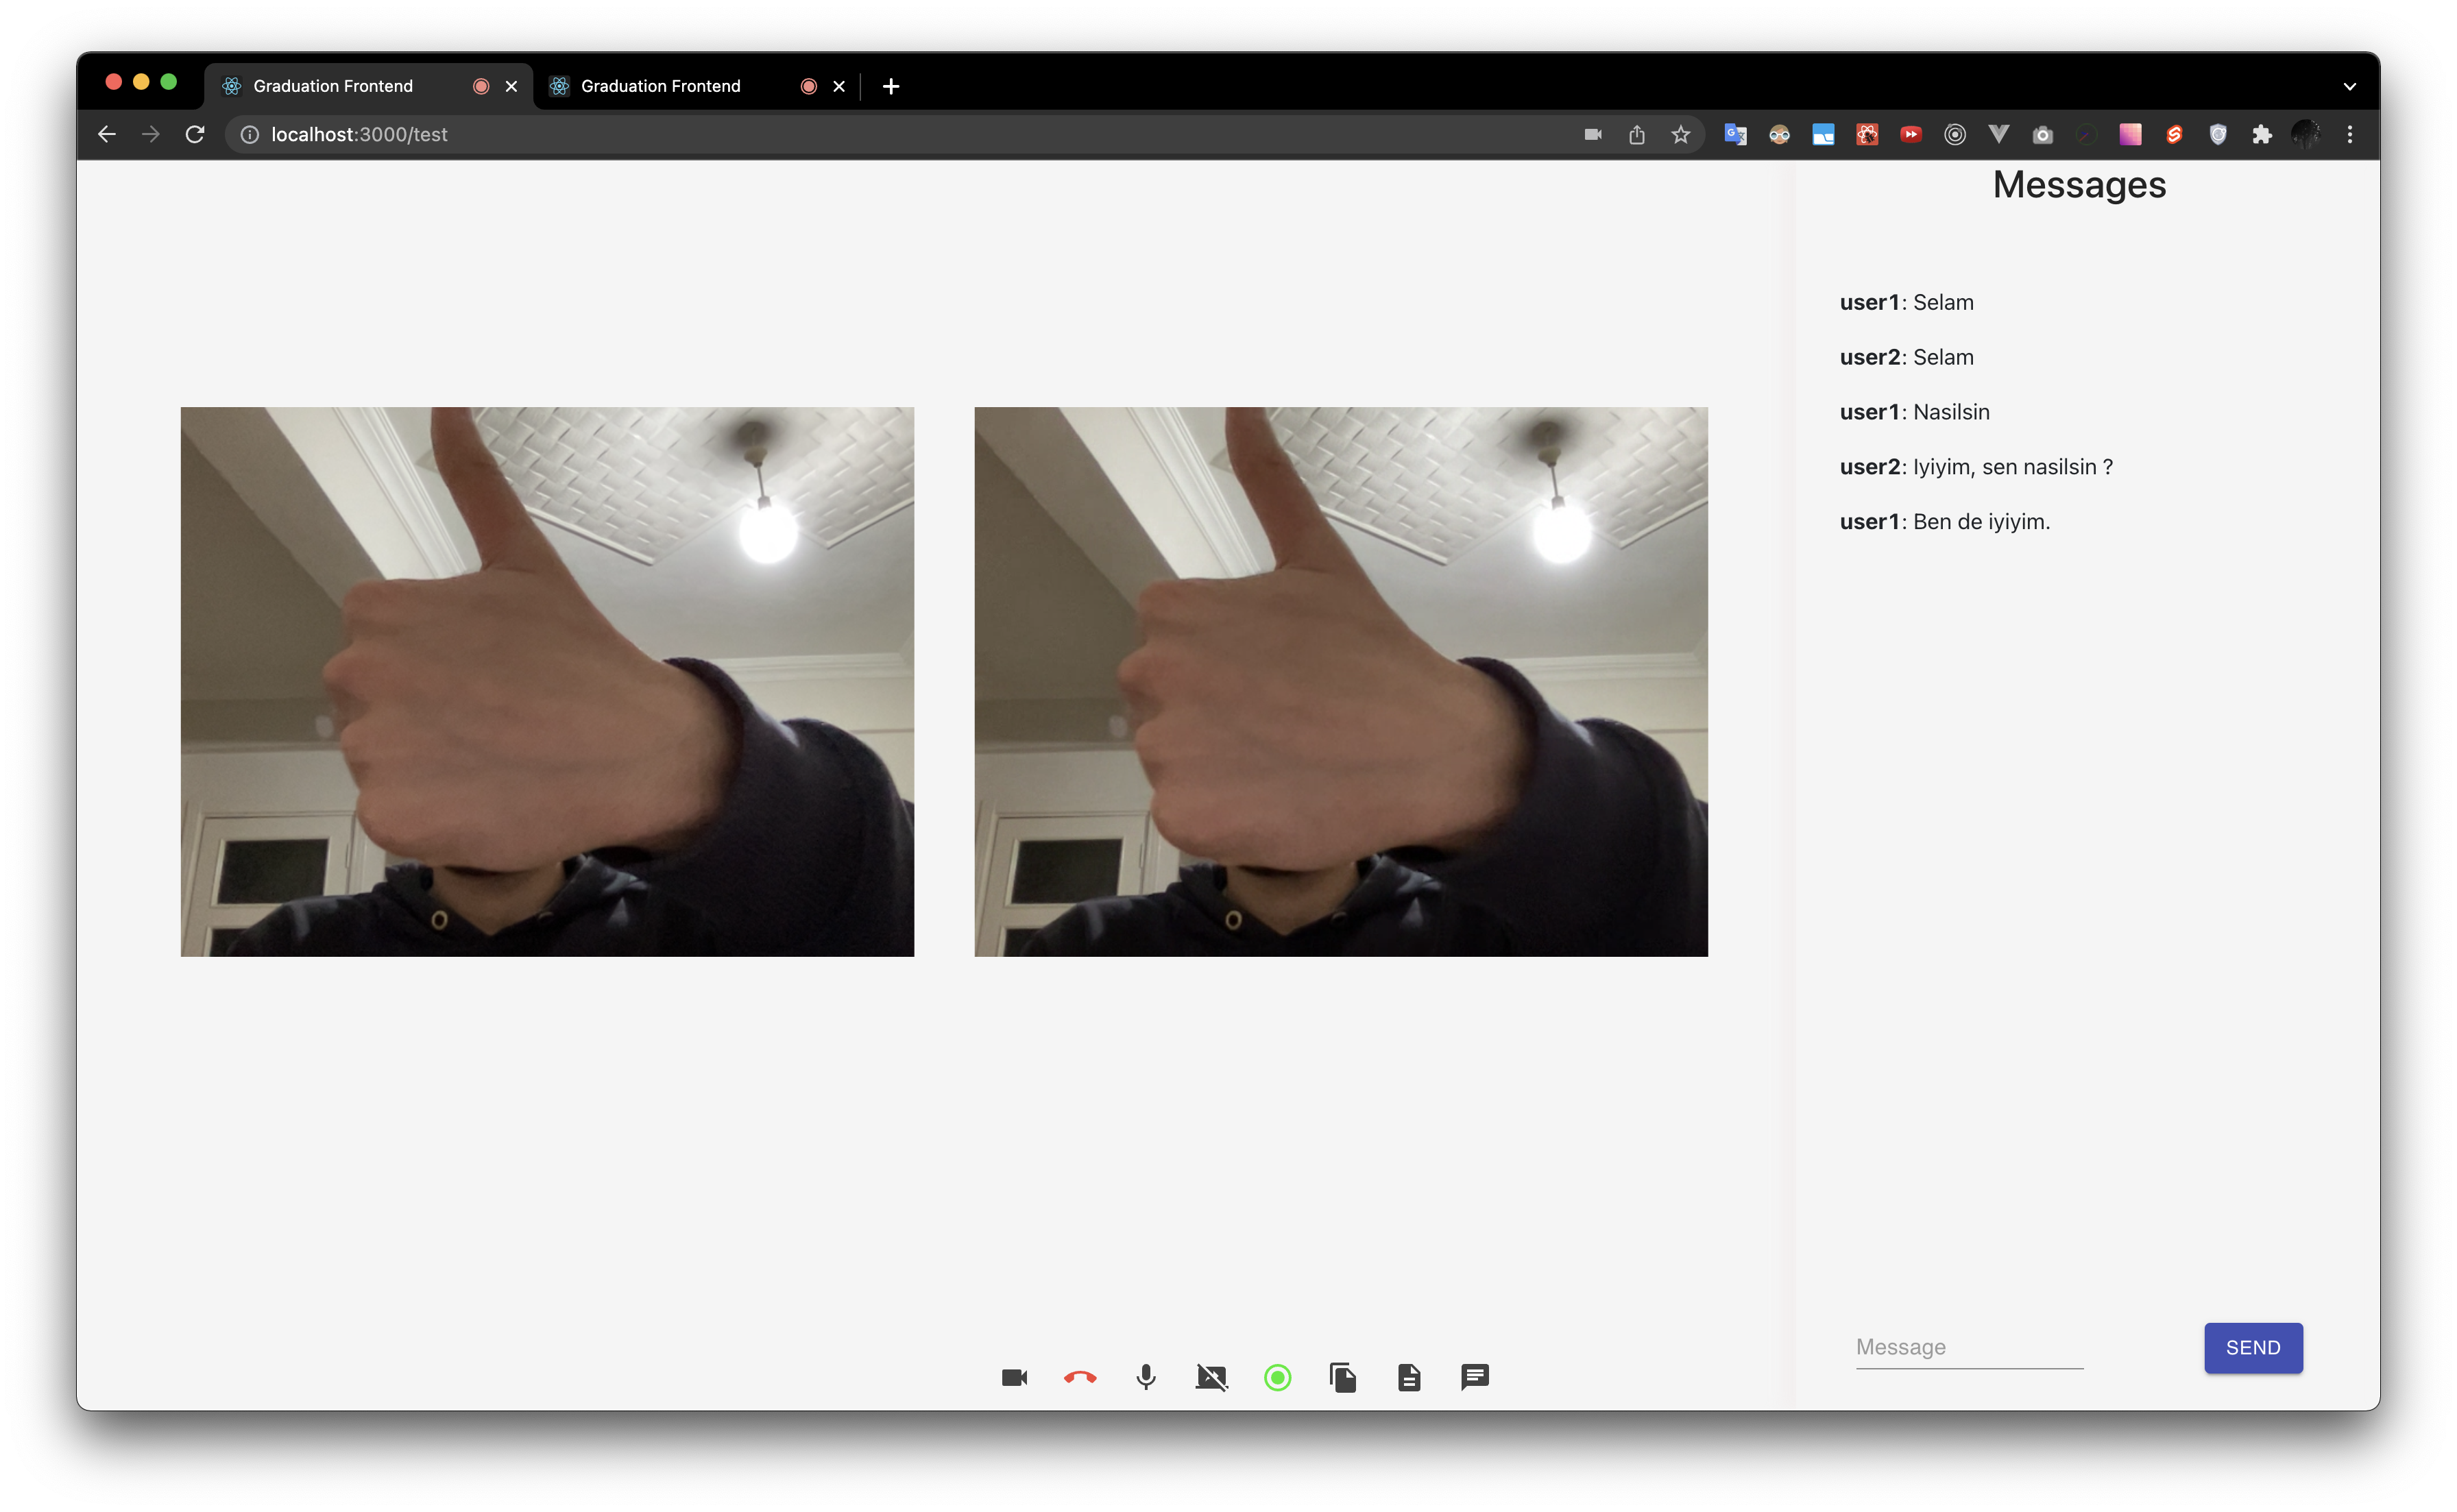 Graduation Frontend
Graduation Frontend
localhost:3000/test
Messages
user1: Selam
user2: Selam
user1: Nasilsin
user2: Iyiyim, sen nasilsin ?
user1: Ben de iyiyim.
Message
SEND